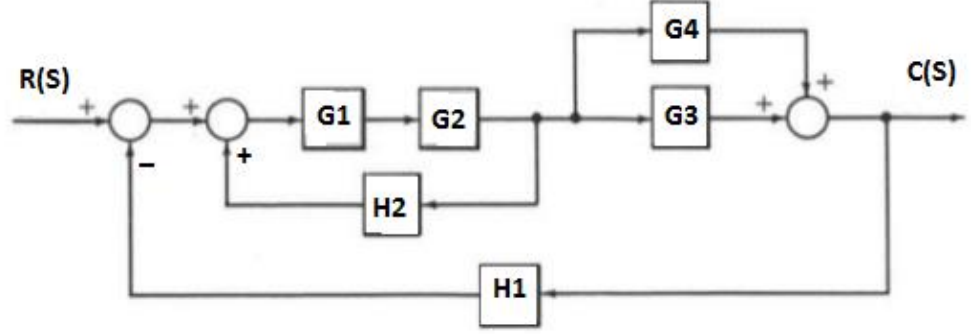 G4
R(S)
C(S)
+
+
+
+
G1
G2
G3
+
–
H2
H1